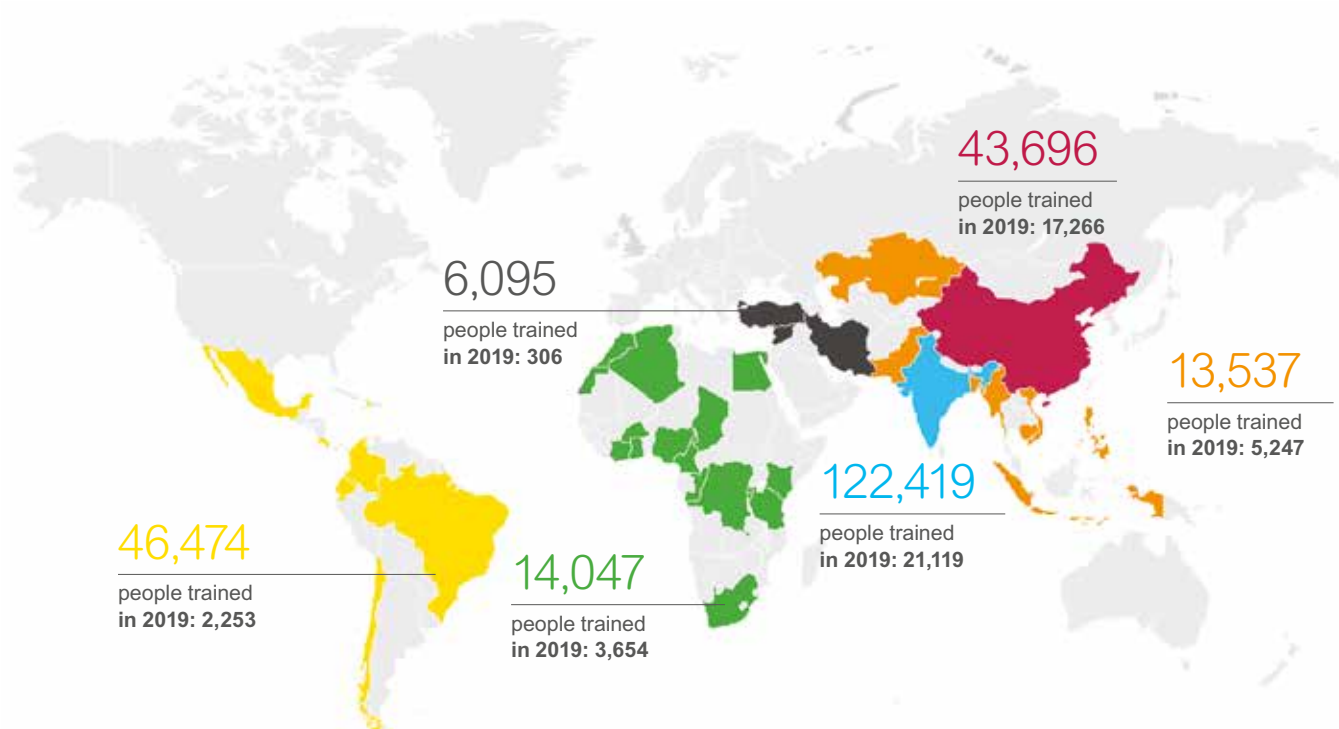 43,696
people trained
in 2019: 17,266
6,095
people trained
in 2019: 306
13,537
people trained
in 2019: 5,247
122,419
people trained
in 2019: 21,119
46,474
people trained
in 2019: 2,253
14,047
people trained
in 2019: 3,654